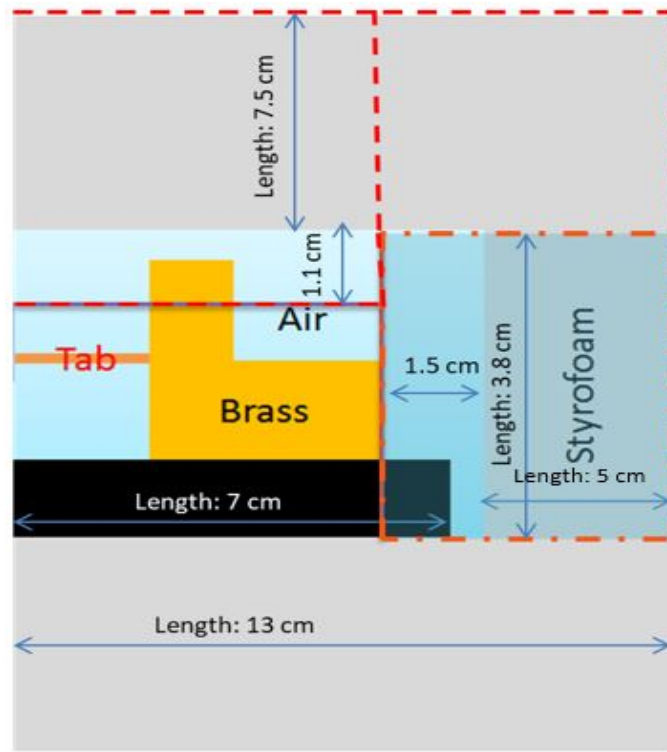 Length: 7.5 cm
1.1 cm
Air
Tab
Brass
1.5 cm
Length: 3.8 cm
Styrofoam
Length: 5 cm
Length: 7 cm
Length: 13 cm